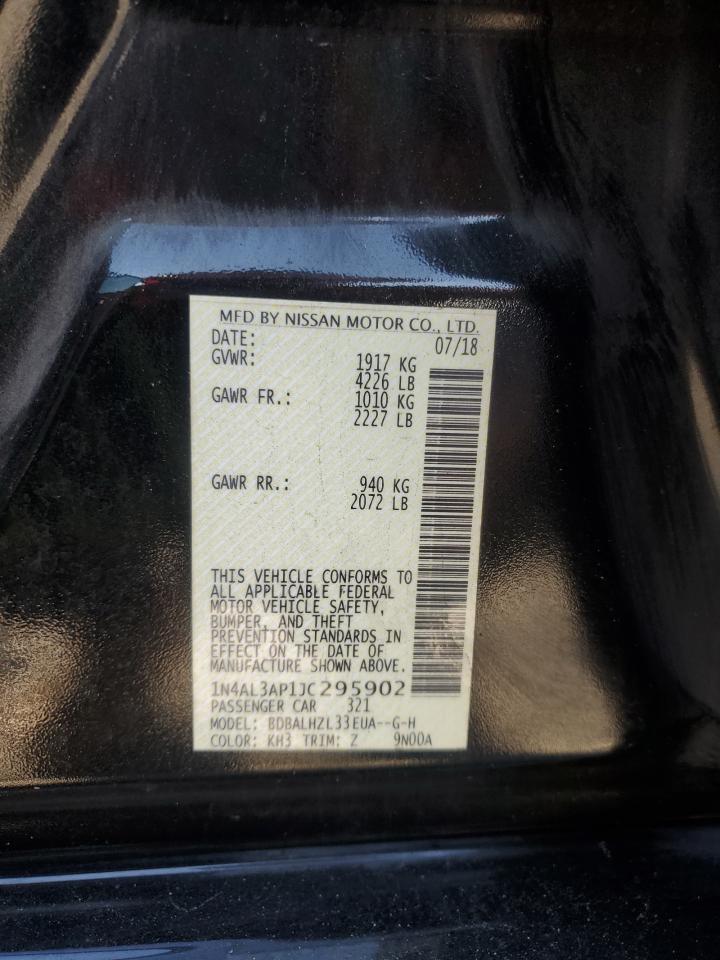 MFD BY NISSAN MOTOR CO., LTD.
DATE: 07/18
GVWR: 1917 KG
4226 LB
GAWR FR.: 1010 KG
2227 LB
GAWR RR.: 940 KG
2072 LB
THIS VEHICLE CONFORMS TO
ALL APPLICABLE FEDERAL
MOTOR VEHICLE SAFETY,
BUMPER, AND THEFT
PREVENTION STANDARDS IN
EFFECT ON THE DATE OF
MANUFACTURE SHOWN ABOVE.
1N4AL3AP1JC295902
PASSENGER CAR 321
MODEL: BDBALHZL33EUA--G-H
COLOR: KH3 TRIM: Z 9N00A